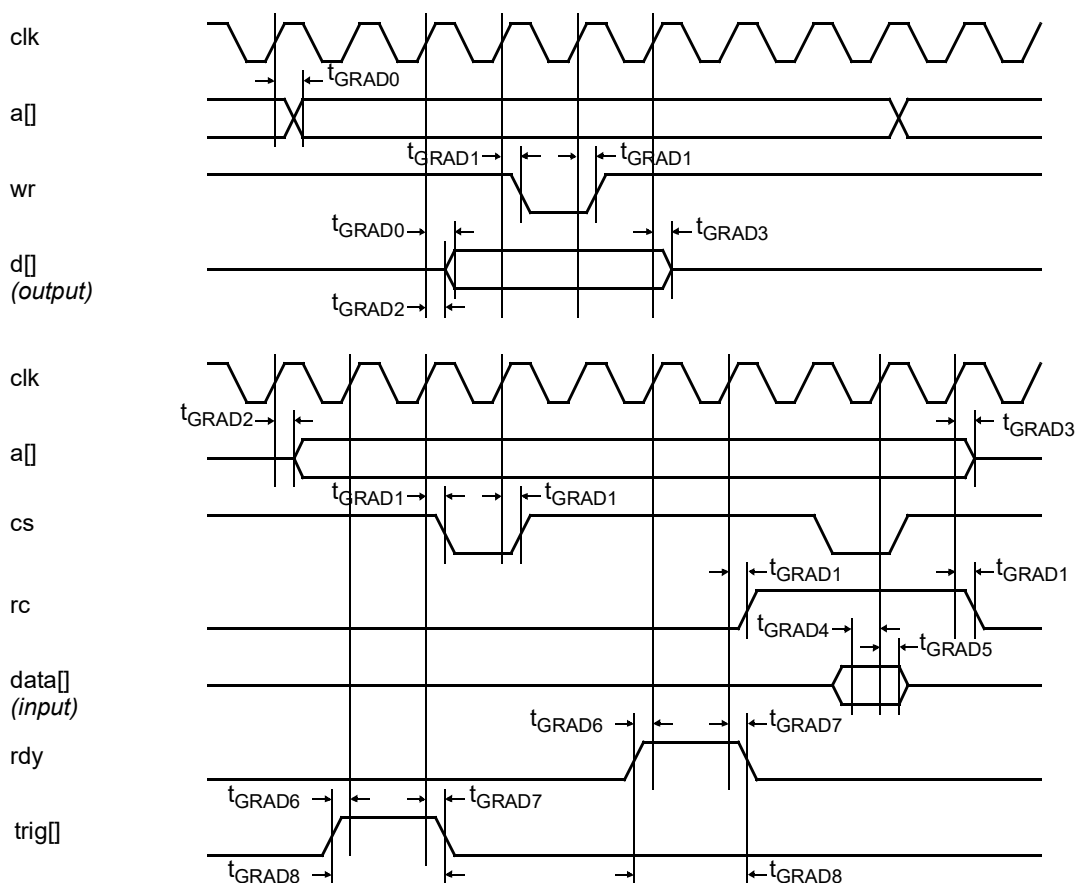 clk
tGRAD0
a[]
tGRAD1 tGRAD1
wr
tGRAD0 tGRAD3
d[]
(output)
tGRAD2
clk
tGRAD2 tGRAD3
a[]
tGRAD1 tGRAD1
cs
tGRAD1 tGRAD1
rc
tGRAD4
tGRAD5
data[]
(input)
tGRAD6 tGRAD7
rdy
tGRAD6 tGRAD7
trig[]
tGRAD8 tGRAD8